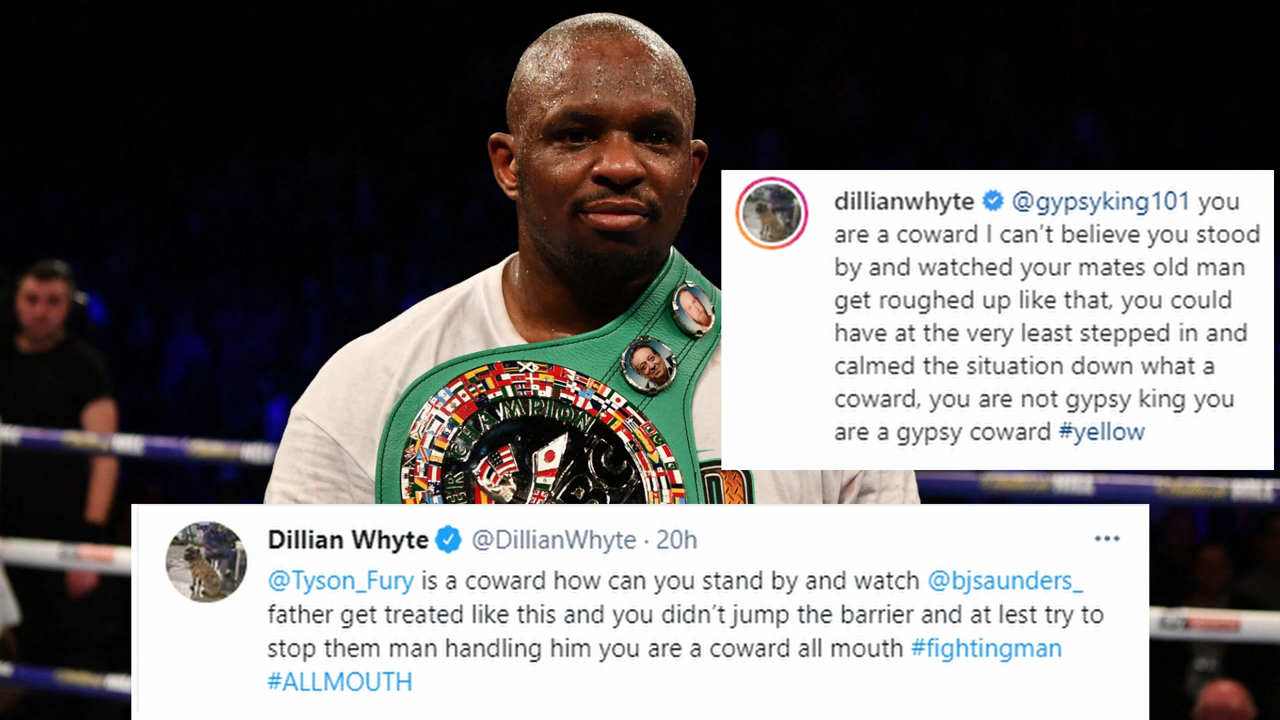 dillianwhyte @gypsyking101 you
are a coward I can't believe you stood
by and watched your mates old man
get roughed up like that, you could
have at the very least stepped in and
calmed the situation down what a
coward, you are not gypsy king you
are a gypsy coward #yellow
CHAMPION
Dillian Whyte @DillianWhyte · 20h
@Tyson_Fury is a coward how can you stand by and watch @bjsaunders_
father get treated like this and you didn't jump the barrier and at lest try to
stop them man handling him you are a coward all mouth #fightingman
#ALLMOUTH